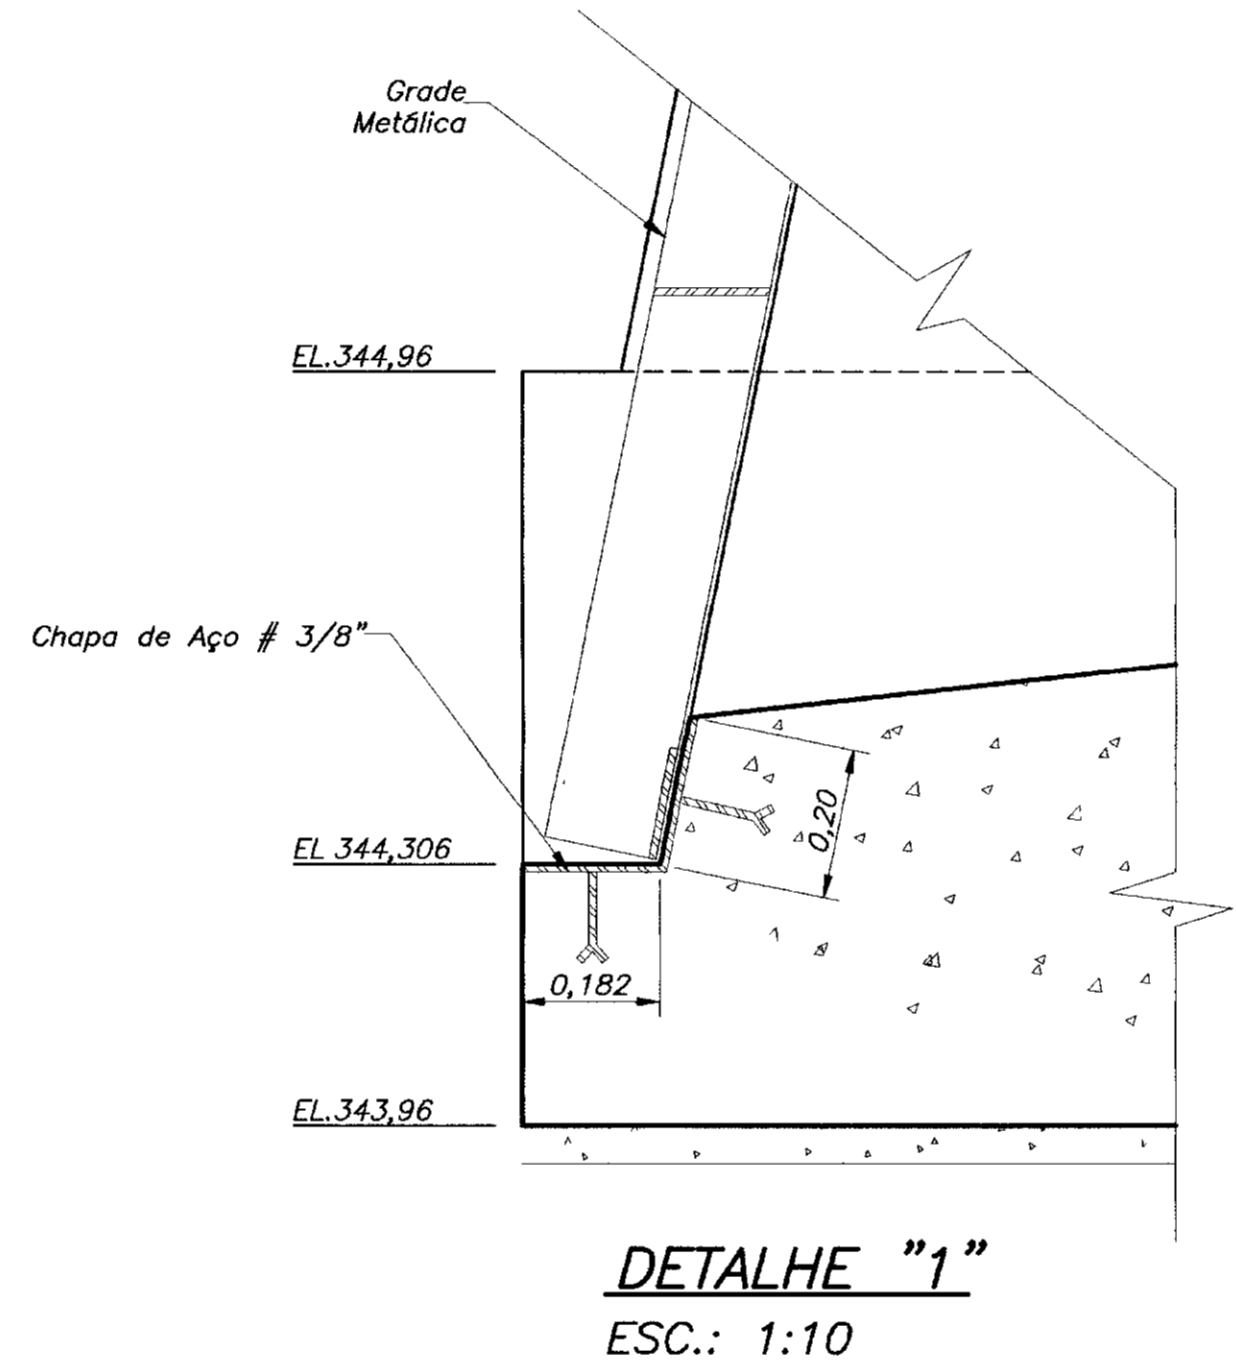 Grade
Metálica
EL.344,96
Chapa de Aço # 3/8"
0,20
EL 344,306
0,182
EL.343,96
DETALHE "1"
ESC.: 1:10